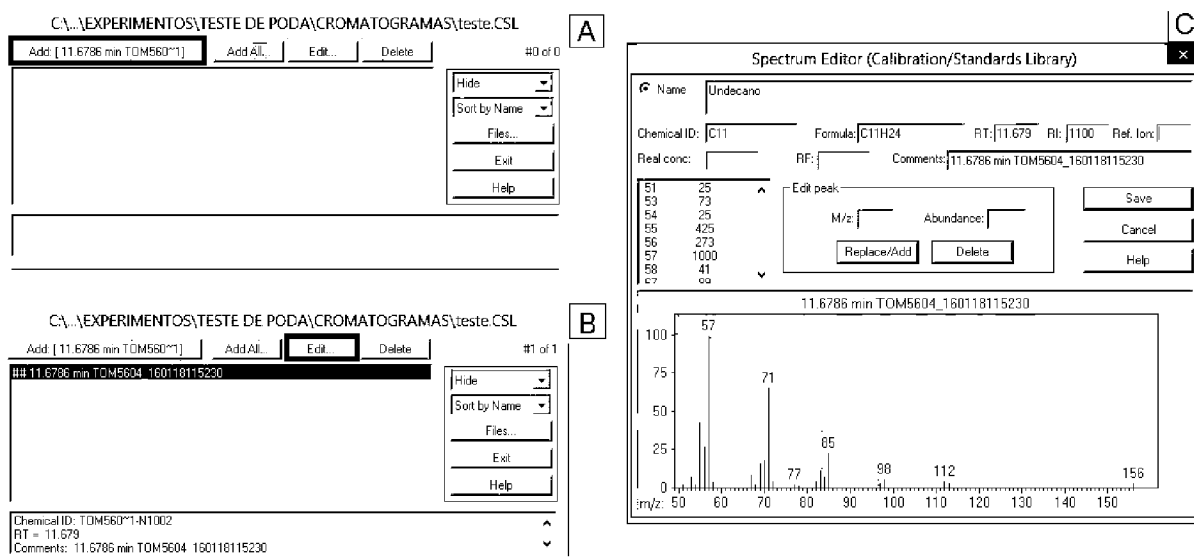 C:\...\EXPERIMENTOS\TESTE DE PODA\CROMATOGRAMAS\teste.CSL
A
Add: [ 11.6786 min TOM560~1] Add All... Edit... Delete #0 of 0
Hide
Sort by Name
Files...
Exit
Help
C:\...\EXPERIMENTOS\TESTE DE PODA\CROMATOGRAMAS\teste.CSL
B
Add: [ 11.6786 min TOM560~1] Add All... Edit... Delete #1 of 1
## 11.6786 min TOM5604_160118115230
Hide
Sort by Name
Files...
Exit
Help
Chemical ID: TOM560~1-N1002
RT = 11.679
Comments: 11.6786 min TOM5604_160118115230
C
Spectrum Editor (Calibration/Standards Library)
Name Undecano
Chemical ID: C11 Formula: C11H24 RT: 11.679 RI: 1100 Ref. Ion:
Real conc: RF: Comments: 11.6786 min TOM5604_160118115230
51 25
53 73
54 25
55 425
56 273
57 1000
58 41
Edit peak
M/z: Abundance:
Replace/Add Delete
Save
Cancel
Help
11.6786 min TOM5604_160118115230
100
75
50
25
0
57
71
77
85
98
112
156
m/z: 50 60 70 80 90 100 110 120 130 140 150